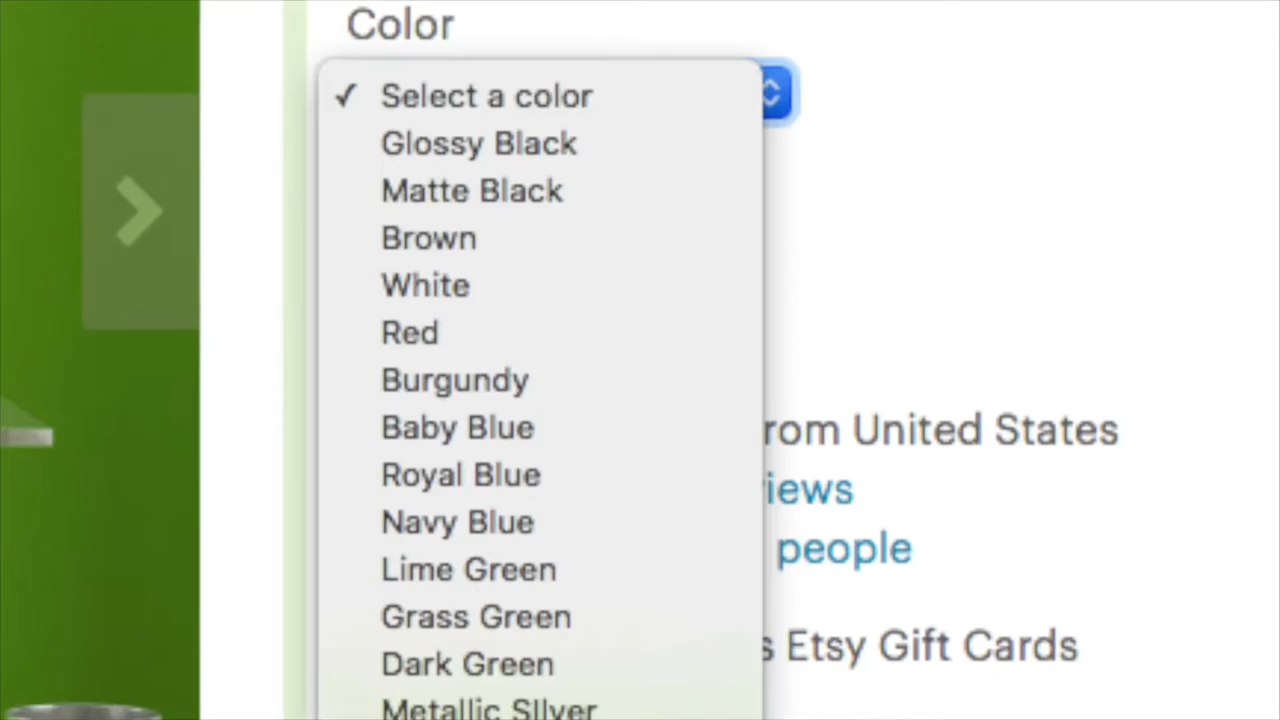 Color
✓ Select a color
Glossy Black
Matte Black
Brown
White
Red
Burgundy
Baby Blue
rom United States
Royal Blue
iews
Navy Blue
people
Lime Green
Grass Green
s Etsy Gift Cards
Dark Green
Metallic SIlver